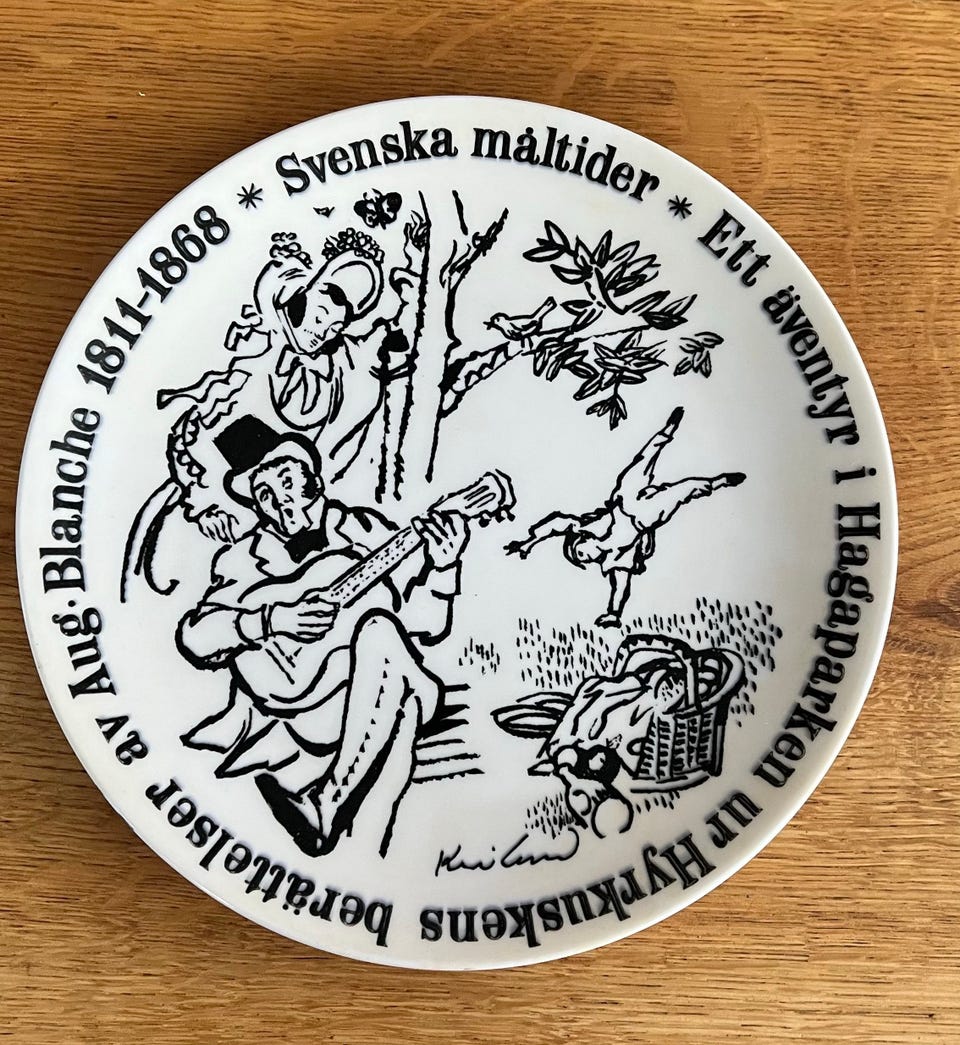 * Svenska måltider * Ett äventyr i Hagaparken ur Hyrkuskens berättelser av Aug. Blanche 1811-1868